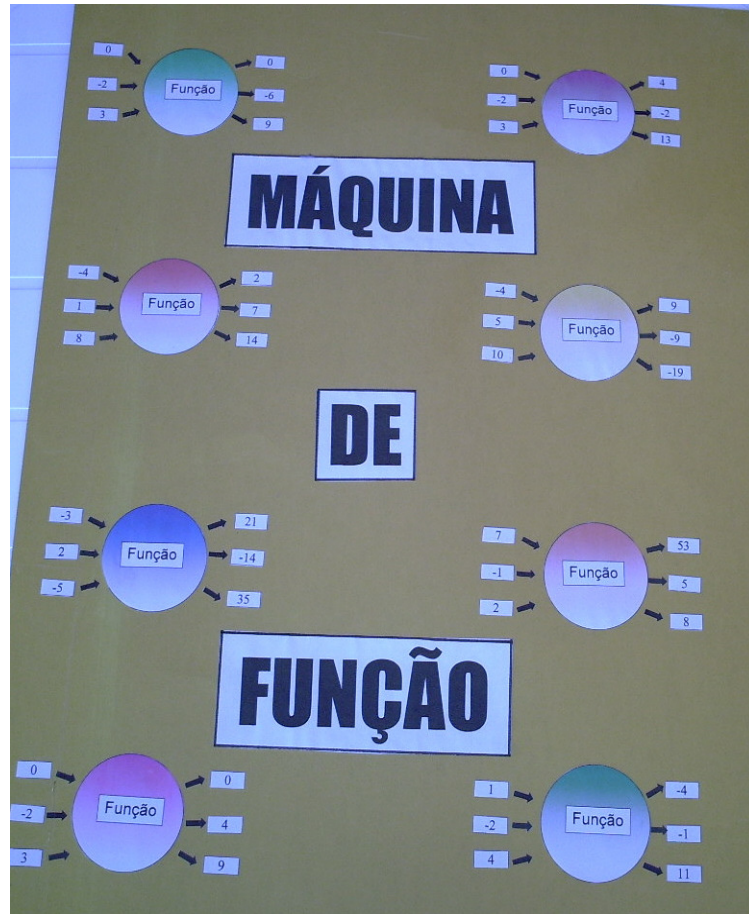 0 0
-2 Função -6
3 9
0 4
-2 Função -2
3 13
MÁQUINA
-4 2
1 Função 7
8 14
-4 9
5 Função -9
10 -19
DE
-3 21
2 Função -14
-5 35
7 53
-1 Função 5
2 8
FUNÇÃO
0 0
-2 Função 4
3 9
1 -4
-2 Função -1
4 11